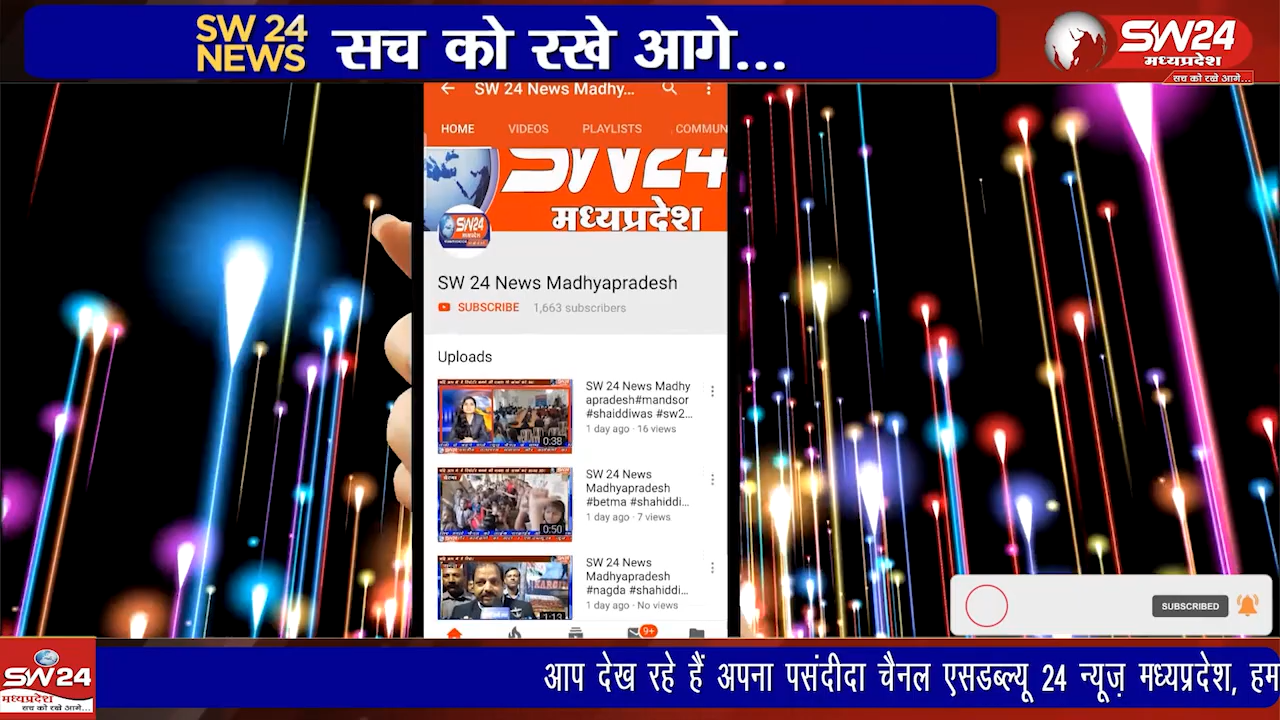 SW 24
NEWS
सच को रखे आगे...
SW24
मध्यप्रदेश
सच को रखे आगे...
SW 24 News Madhy...
HOME VIDEOS PLAYLISTS COMMUN
SW24
मध्यप्रदेश
SW24
SW 24 News Madhyapradesh
SUBSCRIBE 1,663 subscribers
Uploads
SW 24 News Madhy
apradesh#mandsor
#shaiddiwas #sw2...
1 day ago · 16 views
0:38
SW 24 News
Madhyapradesh
#betma #shahiddi...
1 day ago · 7 views
0:50
SW 24 News
Madhyapradesh
#nagda #shahiddi...
1 day ago · No views
1:13
9+
SUBSCRIBED
SW24
मध्यप्रदेश
सच को रखे आगे...
आप देख रहे हैं अपना पसंदीदा चैनल एसडब्ल्यू 24 न्यूज़ मध्यप्रदेश, हम